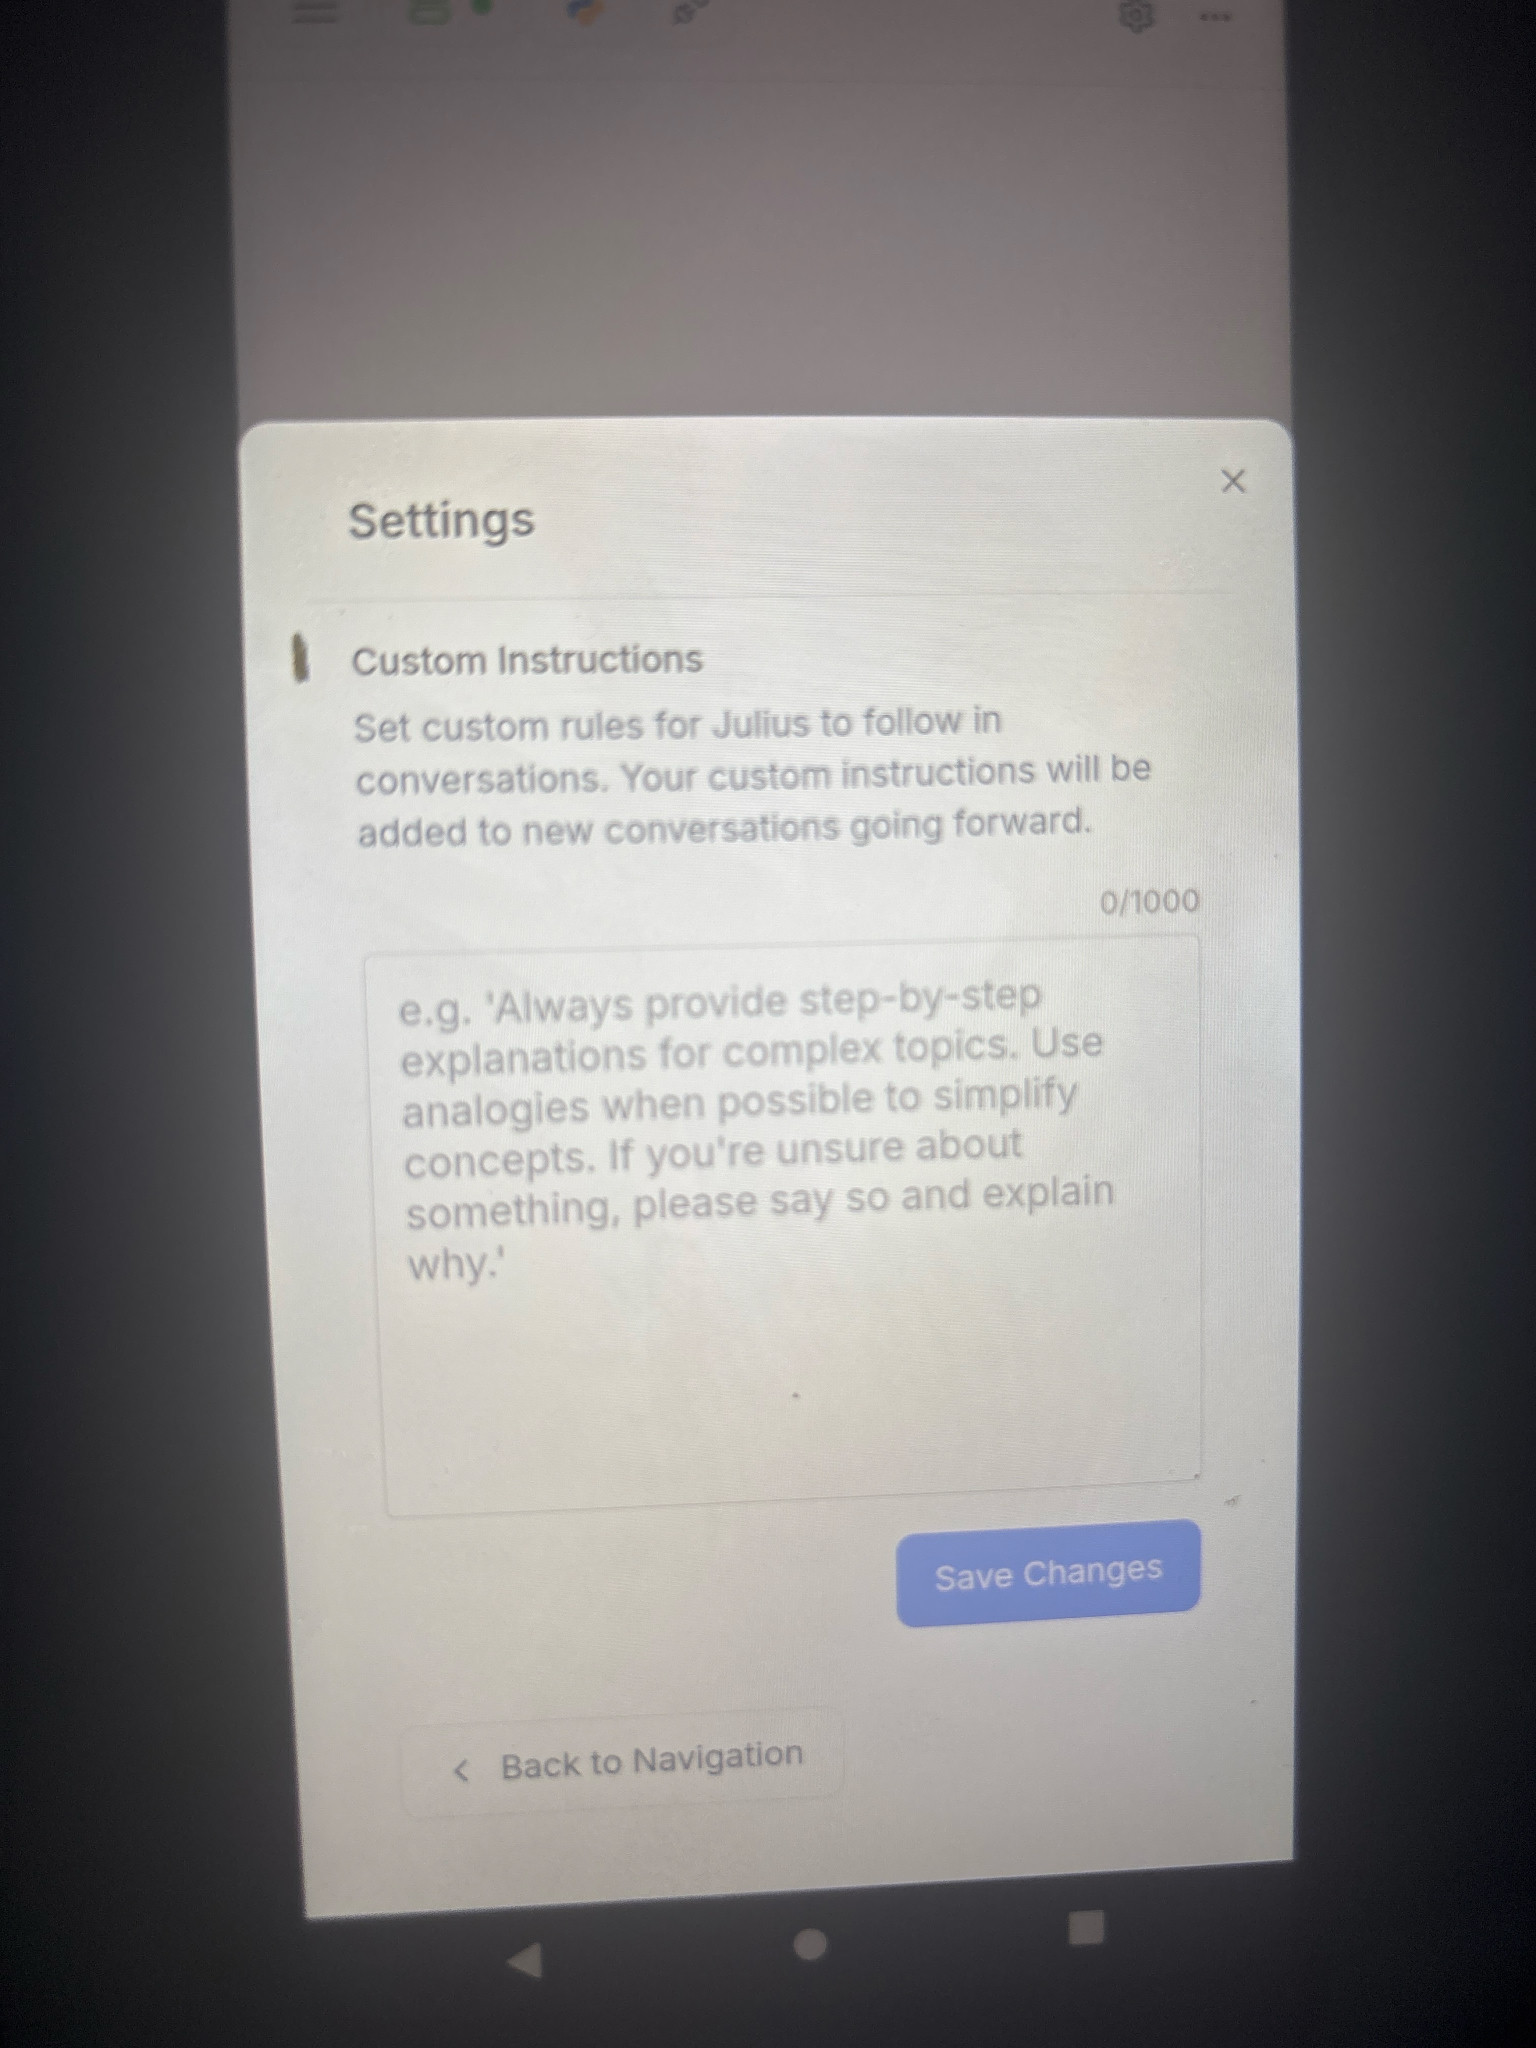 Settings
Custom Instructions
Set custom rules for Julius to follow in
conversations. Your custom instructions will be
added to new conversations going forward.
0/1000
e.g. 'Always provide step-by-step
explanations for complex topics. Use
analogies when possible to simplify
concepts. If you're unsure about
something, please say so and explain
why.'
Save Changes
Back to Navigation